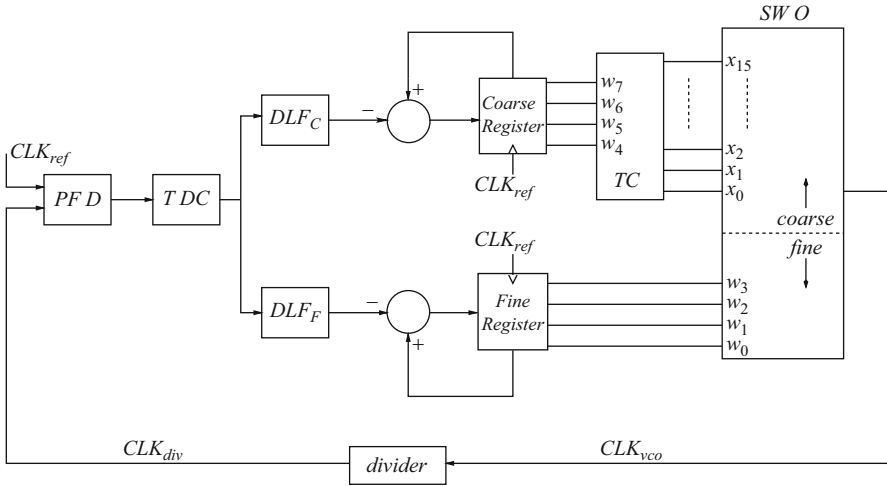 SW O
+
−
DLF_C
Coarse
Register
w_7
w_6
w_5
w_4
TC
x_15
x_2
x_1
x_0
CLK_ref
CLK_ref
PF D
T DC
coarse
fine
CLK_ref
DLF_F
−
+
Fine
Register
w_3
w_2
w_1
w_0
CLK_div
divider
CLK_vco